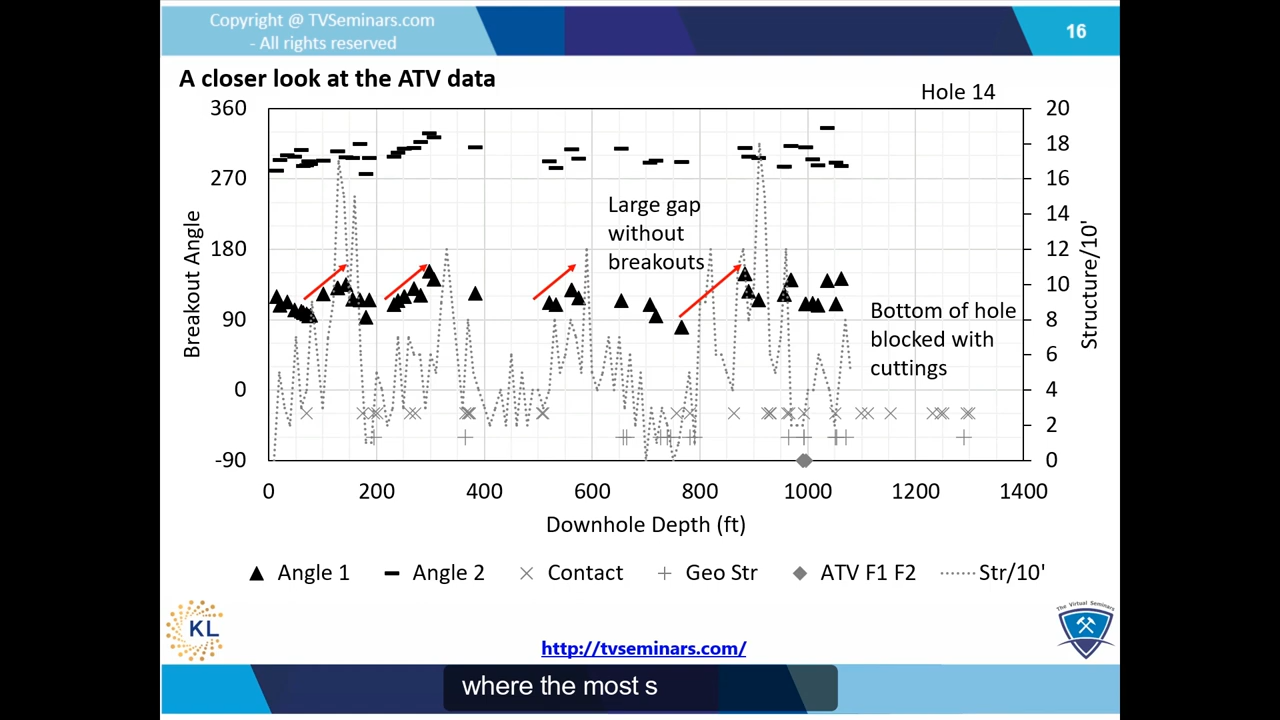 Copyright @ TVSeminars.com
- All rights reserved
16
A closer look at the ATV data
Hole 14
360
270
180
90
0
-90
Breakout Angle
Large gap
without
breakouts
Bottom of hole
blocked with
cuttings
20
18
16
14
12
10
8
6
4
2
0
Structure/10'
0 200 400 600 800 1000 1200 1400
Downhole Depth (ft)
Angle 1 Angle 2 Contact Geo Str ATV F1 F2 Str/10'
KL
The Virtual Seminars
http://tvseminars.com/
where the most s